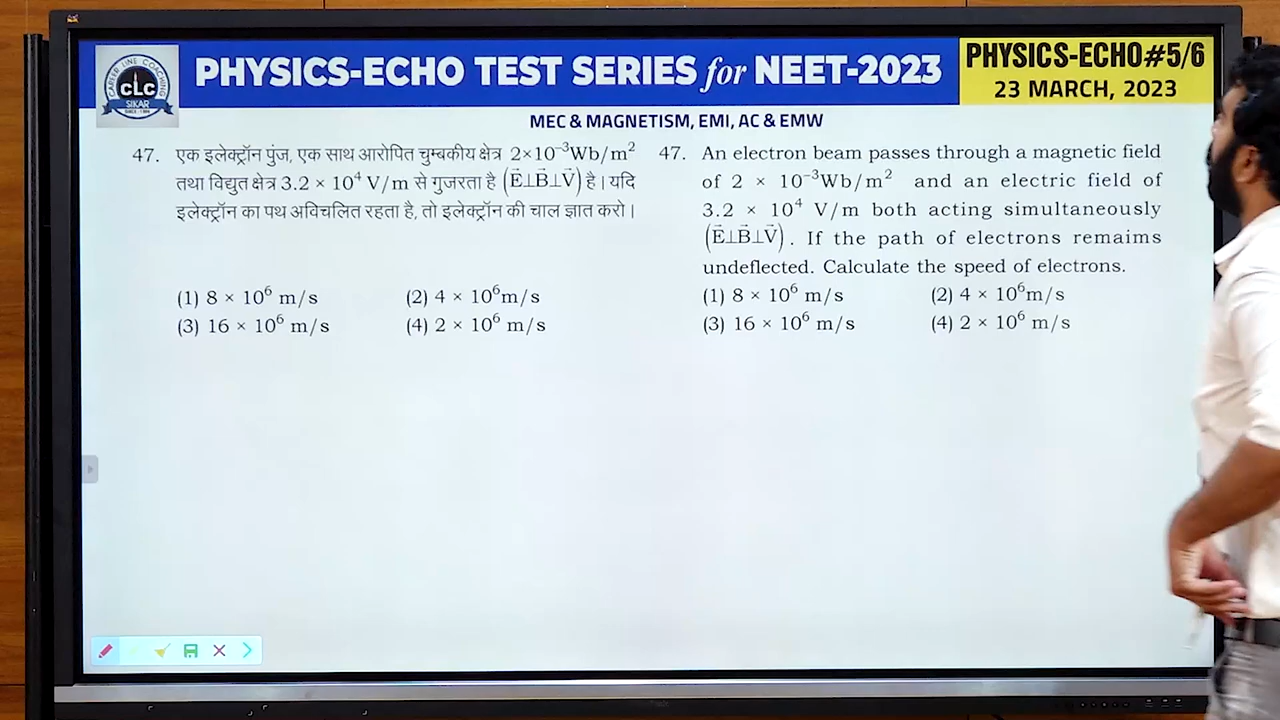 PHYSICS-ECHO TEST SERIES for NEET-2023
PHYSICS-ECHO#5/6
23 MARCH, 2023
CAREER LINE COACHING
CLC
SIKAR
MEC & MAGNETISM, EMI, AC & EMW
47. एक इलेक्ट्रॉन पुंज, एक साथ आरोपित चुम्बकीय क्षेत्र 2×10⁻³Wb/m²
तथा विद्युत क्षेत्र 3.2 × 10⁴ V/m से गुजरता है (E⃗⊥B⃗⊥V⃗) है। यदि
इलेक्ट्रॉन का पथ अविचलित रहता है, तो इलेक्ट्रॉन की चाल ज्ञात करो।
(1) 8 × 10⁶ m/s (2) 4 × 10⁶m/s
(3) 16 × 10⁶ m/s (4) 2 × 10⁶ m/s
47. An electron beam passes through a magnetic field
of 2 × 10⁻³Wb/m² and an electric field of
3.2 × 10⁴ V/m both acting simultaneously
(E⃗⊥B⃗⊥V⃗). If the path of electrons remaims
undeflected. Calculate the speed of electrons.
(1) 8 × 10⁶ m/s (2) 4 × 10⁶m/s
(3) 16 × 10⁶ m/s (4) 2 × 10⁶ m/s